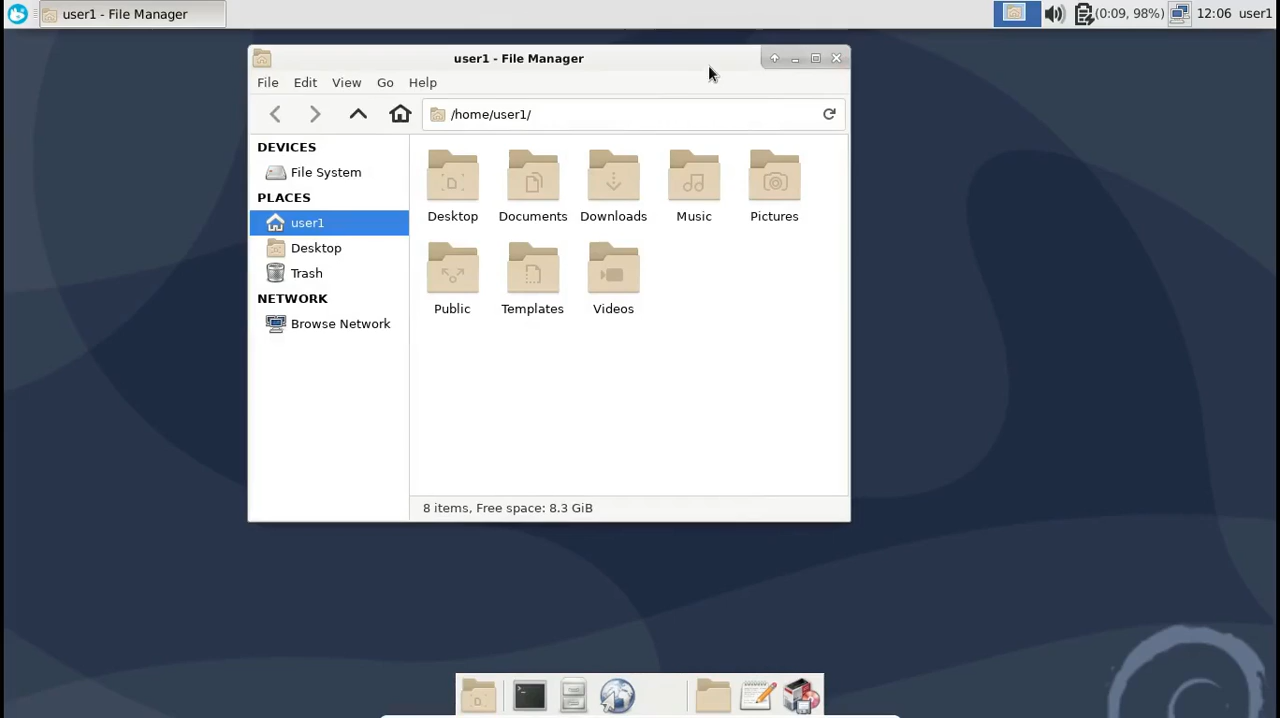 user1 - File Manager
(0:09, 98%) 12:06 user1
user1 - File Manager
File Edit View Go Help
/home/user1/
DEVICES
File System
PLACES
user1
Desktop
Trash
NETWORK
Browse Network
Desktop Documents Downloads Music Pictures
Public Templates Videos
8 items, Free space: 8.3 GiB